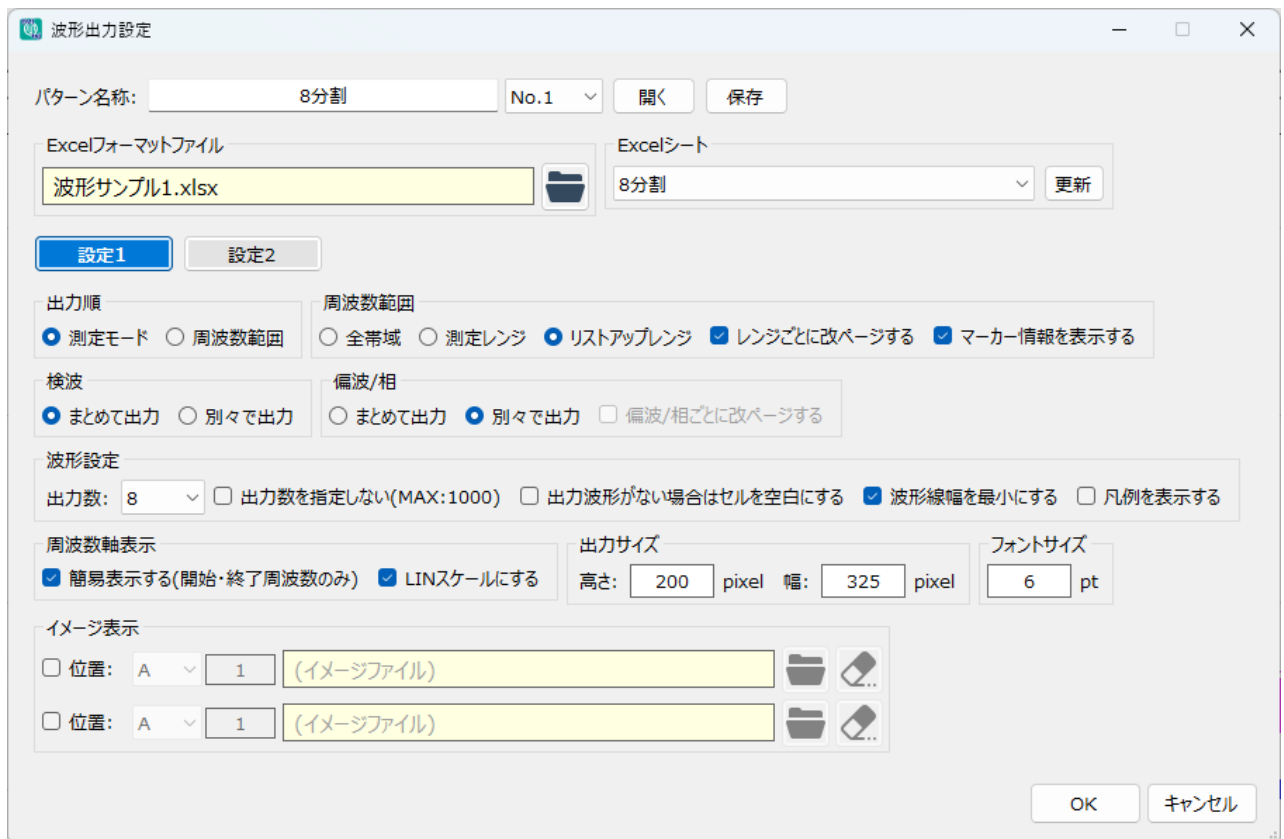 波形出力設定
パターン名称: 8分割 No.1 開く 保存
Excelフォーマットファイル Excelシート
波形サンプル1.xlsx 8分割 更新
設定1 設定2
出力順 周波数範囲
測定モード 周波数範囲 全帯域 測定レンジ リストアップレンジ レンジごとに改ページする マーカー情報を表示する
検波 偏波/相
まとめて出力 別々で出力 まとめて出力 別々で出力 偏波/相ごとに改ページする
波形設定
出力数: 8 出力数を指定しない(MAX:1000) 出力波形がない場合はセルを空白にする 波形線幅を最小にする 凡例を表示する
周波数軸表示 出力サイズ フォントサイズ
簡易表示する(開始・終了周波数のみ) LINスケールにする 高さ: 200 pixel 幅: 325 pixel 6 pt
イメージ表示
位置: A 1 (イメージファイル)
位置: A 1 (イメージファイル)
OK キャンセル